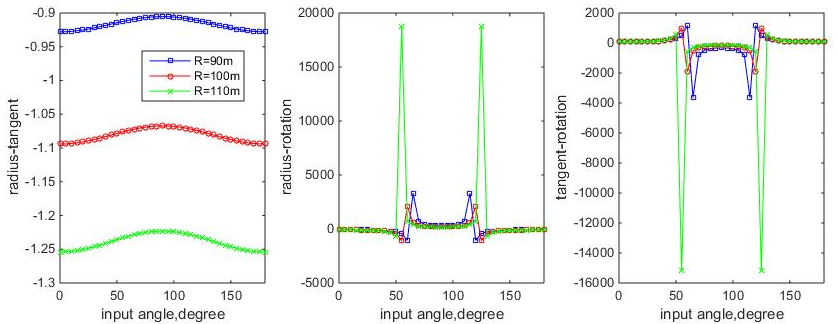 -0.9
-0.95
-1
-1.05
-1.1
-1.15
-1.2
-1.25
-1.3
radius-tangent
R=90m
R=100m
R=110m
0 50 100 150
input angle,degree
20000
15000
10000
5000
0
-5000
radius-rotation
0 50 100 150
input angle,degree
2000
0
-2000
-4000
-6000
-8000
-10000
-12000
-14000
-16000
tangent-rotation
0 50 100 150
input angle,degree